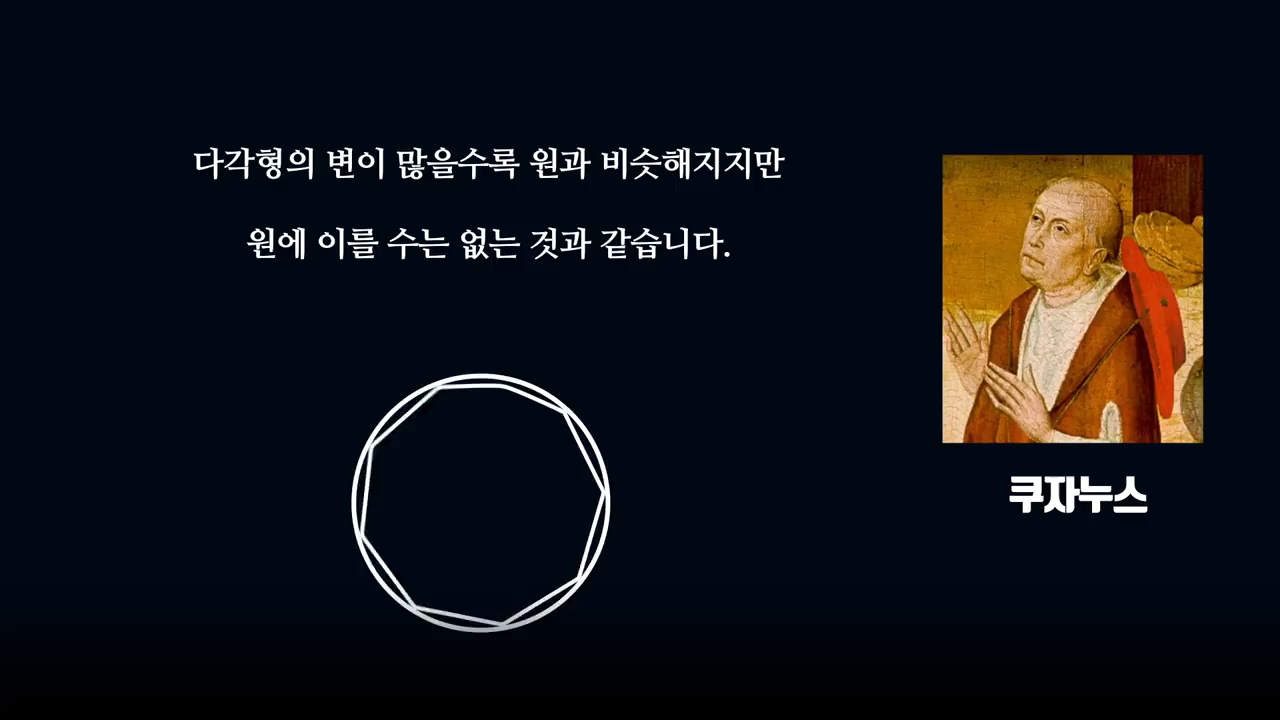 다각형의 변이 많을수록 원과 비슷해지지만
원에 이를 수는 없는 것과 같습니다.
쿠자누스